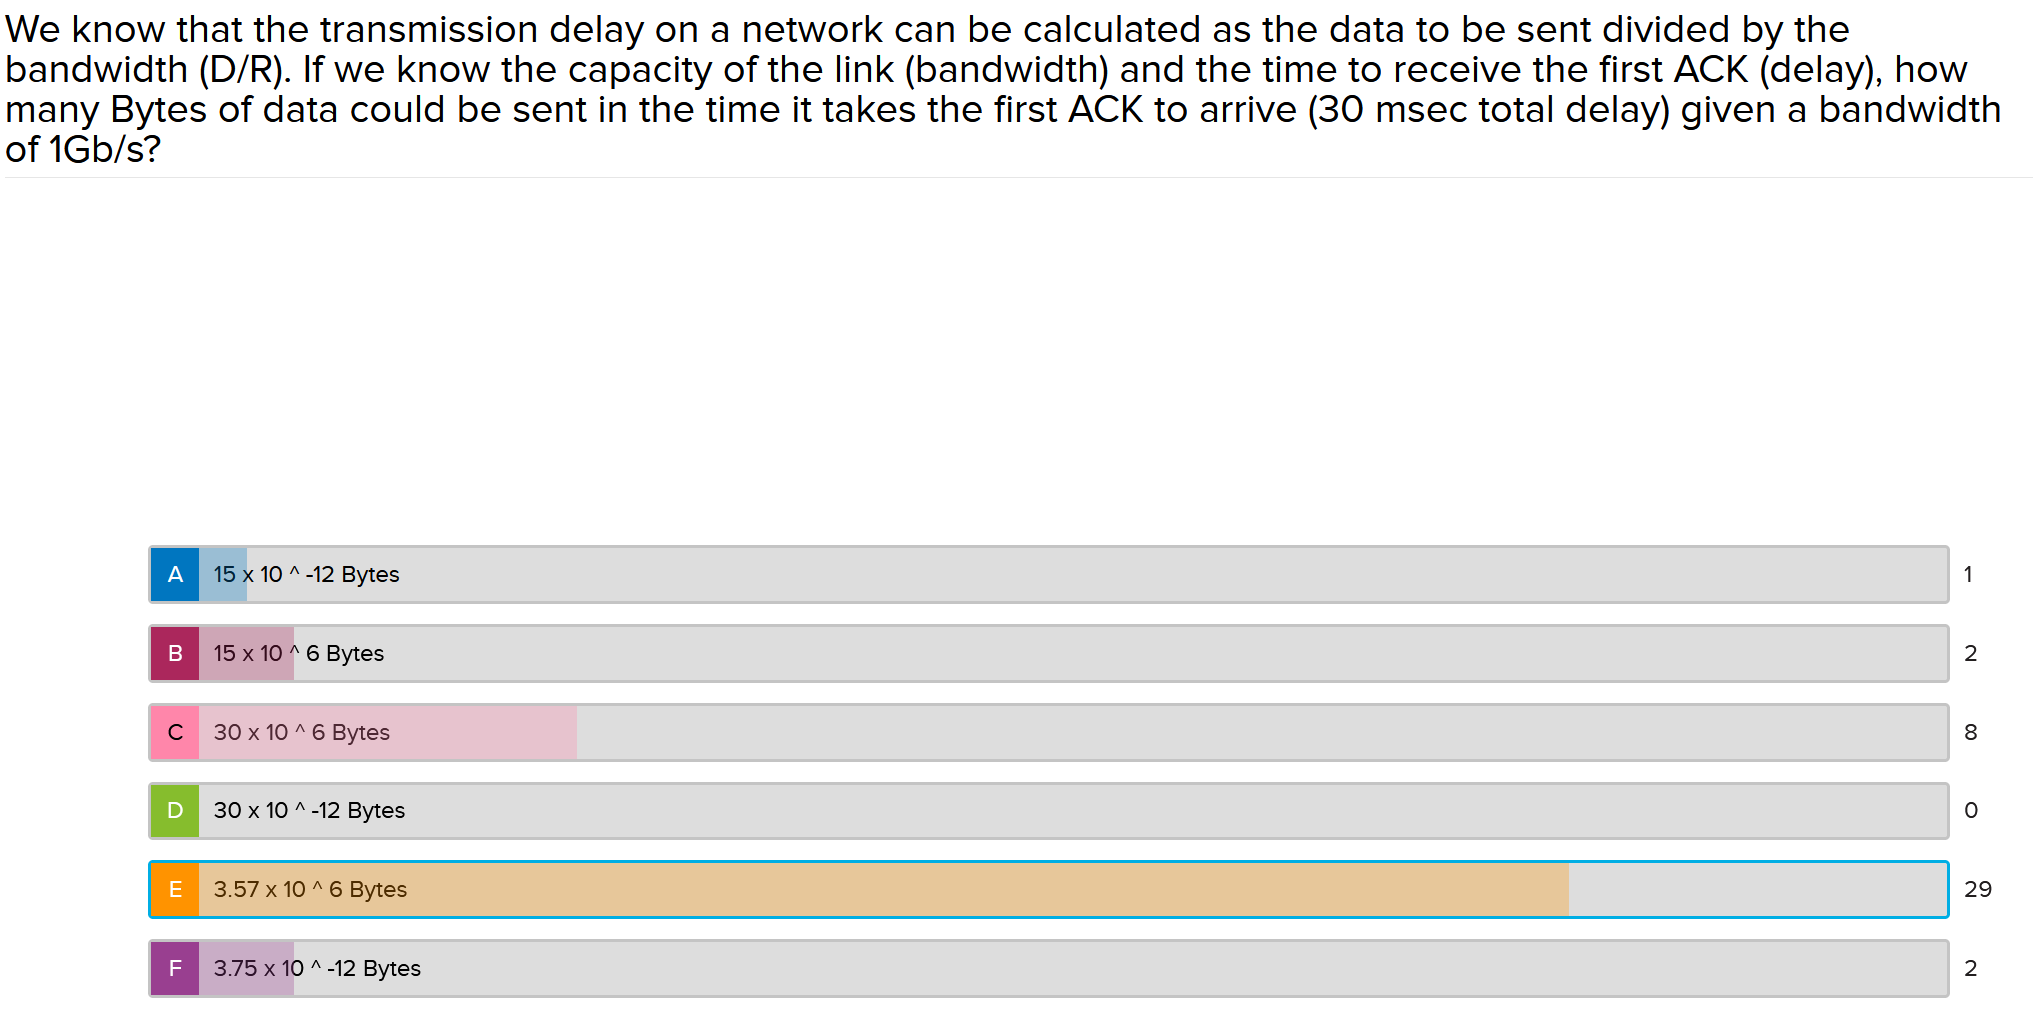 We know that the transmission delay on a network can be calculated as the data to be sent divided by the
bandwidth (D/R). If we know the capacity of the link (bandwidth) and the time to receive the first ACK (delay), how
many Bytes of data could be sent in the time it takes the first ACK to arrive (30 msec total delay) given a bandwidth
of 1Gb/s?
A 15 x 10 ^ -12 Bytes 1
B 15 x 10 ^ 6 Bytes 2
C 30 x 10 ^ 6 Bytes 8
D 30 x 10 ^ -12 Bytes 0
E 3.57 x 10 ^ 6 Bytes 29
F 3.75 x 10 ^ -12 Bytes 2